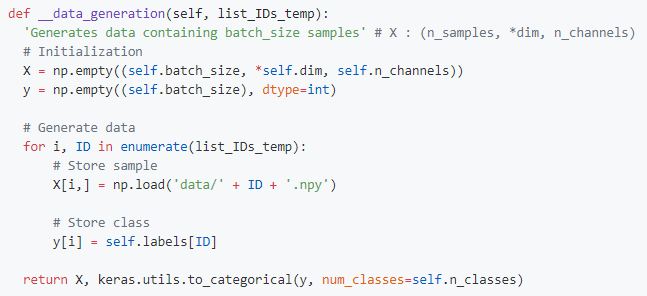 def __data_generation(self, list_IDs_temp):
'Generates data containing batch_size samples' # X : (n_samples, *dim, n_channels)
# Initialization
X = np.empty((self.batch_size, *self.dim, self.n_channels))
y = np.empty((self.batch_size), dtype=int)
# Generate data
for i, ID in enumerate(list_IDs_temp):
# Store sample
X[i,] = np.load('data/' + ID + '.npy')
# Store class
y[i] = self.labels[ID]
return X, keras.utils.to_categorical(y, num_classes=self.n_classes)